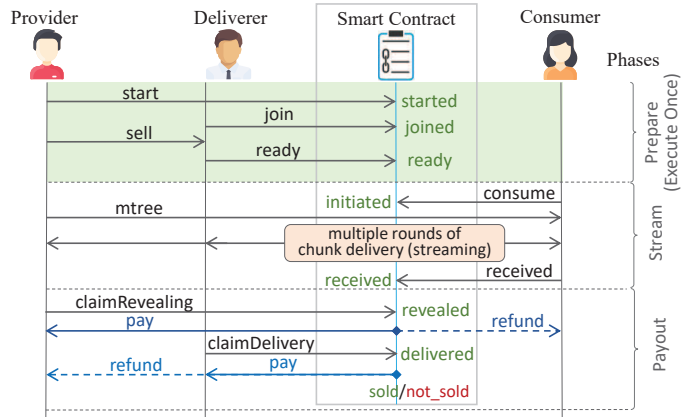 Provider
Deliverer
Smart Contract
Consumer
Phases
start
started
join
joined
sell
ready
ready
Prepare
(Execute Once)
consume
initiated
mtree
multiple rounds of
chunk delivery (streaming)
received
received
Stream
claimRevealing
revealed
pay
refund
claimDelivery
delivered
refund
pay
sold/not_sold
Payout